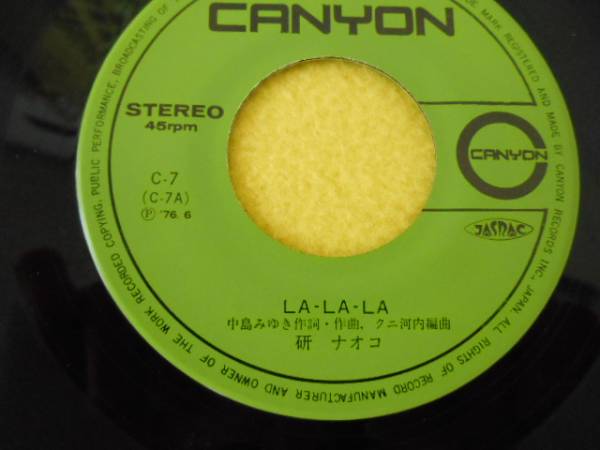 CANYON
STEREO
45rpm
C-7
(C-7A)
Ⓟ '76. 6
CANYON
JASRAC
LA-LA-LA
中島みゆき作詞・作曲, クニ河内編曲
研 ナオコ
MARK REGISTERED AND MADE BY CANYON RECORDS INC., JAPAN. ALL RIGHTS OF RECORD MANUFACTURER AND OWNER OF THE WORK RECORDED COPYING, PUBLIC PERFORMANCE, BROADCASTING OF